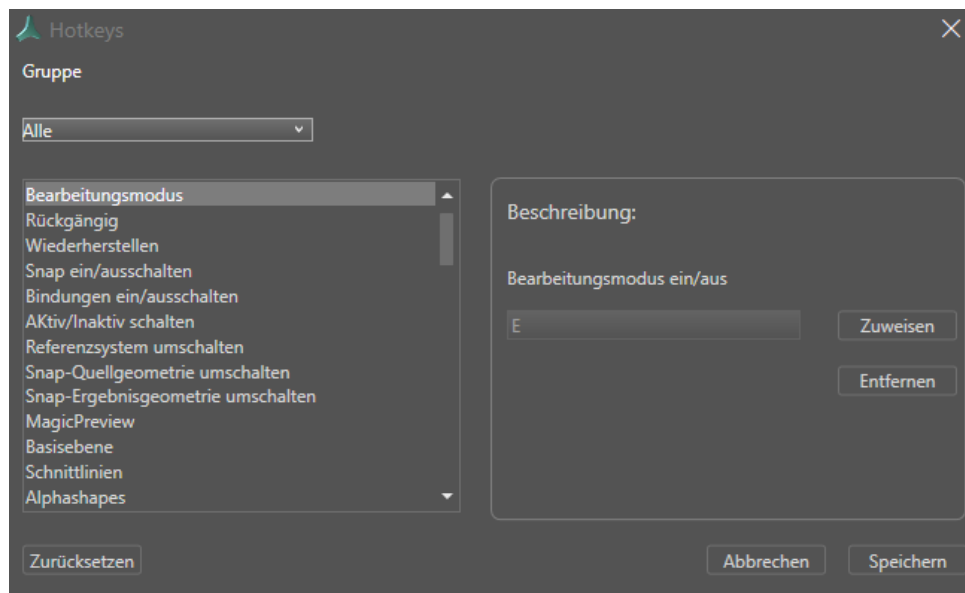 Hotkeys
Gruppe
Alle
Bearbeitungsmodus
Rückgängig
Wiederherstellen
Snap ein/ausschalten
Bindungen ein/ausschalten
AKtiv/Inaktiv schalten
Referenzsystem umschalten
Snap-Quellgeometrie umschalten
Snap-Ergebnisgeometrie umschalten
MagicPreview
Basisebene
Schnittlinien
Alphashapes
Beschreibung:
Bearbeitungsmodus ein/aus
E
Zuweisen
Entfernen
Zurücksetzen
Abbrechen
Speichern